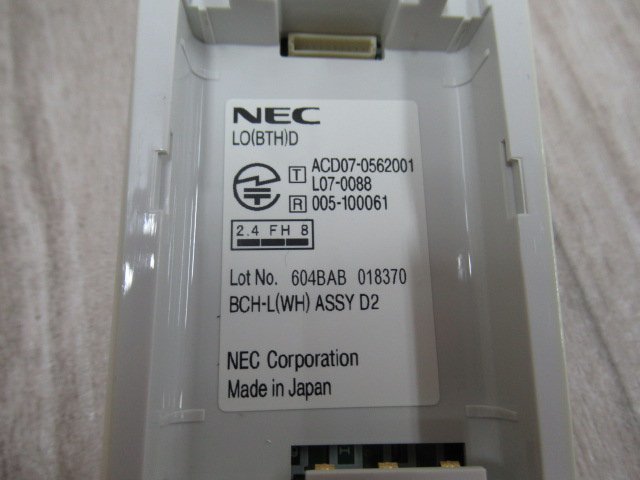 NEC
LO(BTH)D
T ACD07-0562001
L07-0088
R 005-100061
2.4 FH 8
Lot No. 604BAB 018370
BCH-L(WH) ASSY D2
NEC Corporation
Made in Japan